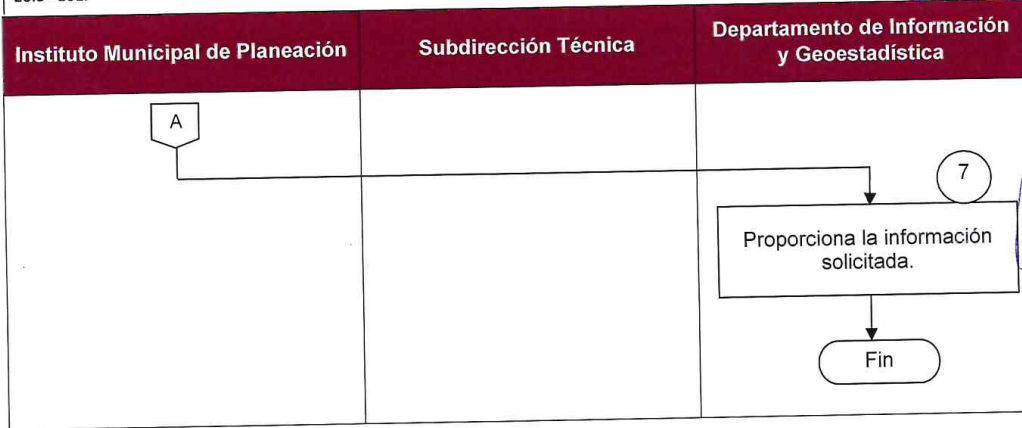 Instituto Municipal de Planeación
Subdirección Técnica
Departamento de Información
y Geoestadística
A
7
Proporciona la información
solicitada.
Fin